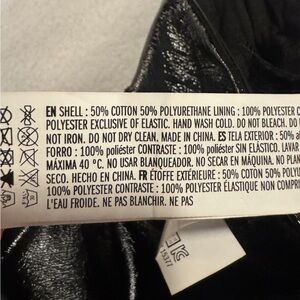 EN SHELL : 50% COTTON 50% POLYURETHANE LINING : 100% POLYESTER C
POLYESTER EXCLUSIVE OF ELASTIC. HAND WASH COLD. DO NOT BLEACH. DO N
NOT IRON. DO NOT DRY CLEAN. MADE IN CHINA. ES TELA EXTERIOR : 50% al
FORRO : 100% poliéster CONTRASTE : 100% poliéster SIN ELÁSTICO. LAVAR
MÁXIMA 40 °C. NO USAR BLANQUEADOR. NO SECAR EN MÁQUINA. NO PLAN
SECO. HECHO EN CHINA. FR ÉTOFFE EXTÉRIEURE : 50% COTON 50% POLYU
100% POLYESTER CONTRASTE : 100% POLYESTER ÉLASTIQUE NON COMPRI
L'EAU FROIDE. NE PAS BLANCHIR. NE PAS